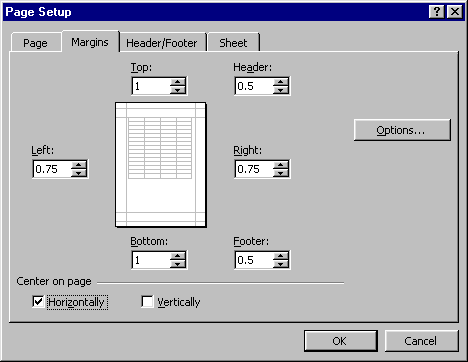 Page Setup
Page Margins Header/Footer Sheet
Top: Header:
1 0.5
Options...
Left: Right:
0.75 0.75
Bottom: Footer:
1 0.5
Center on page
Horizontally Vertically
OK Cancel